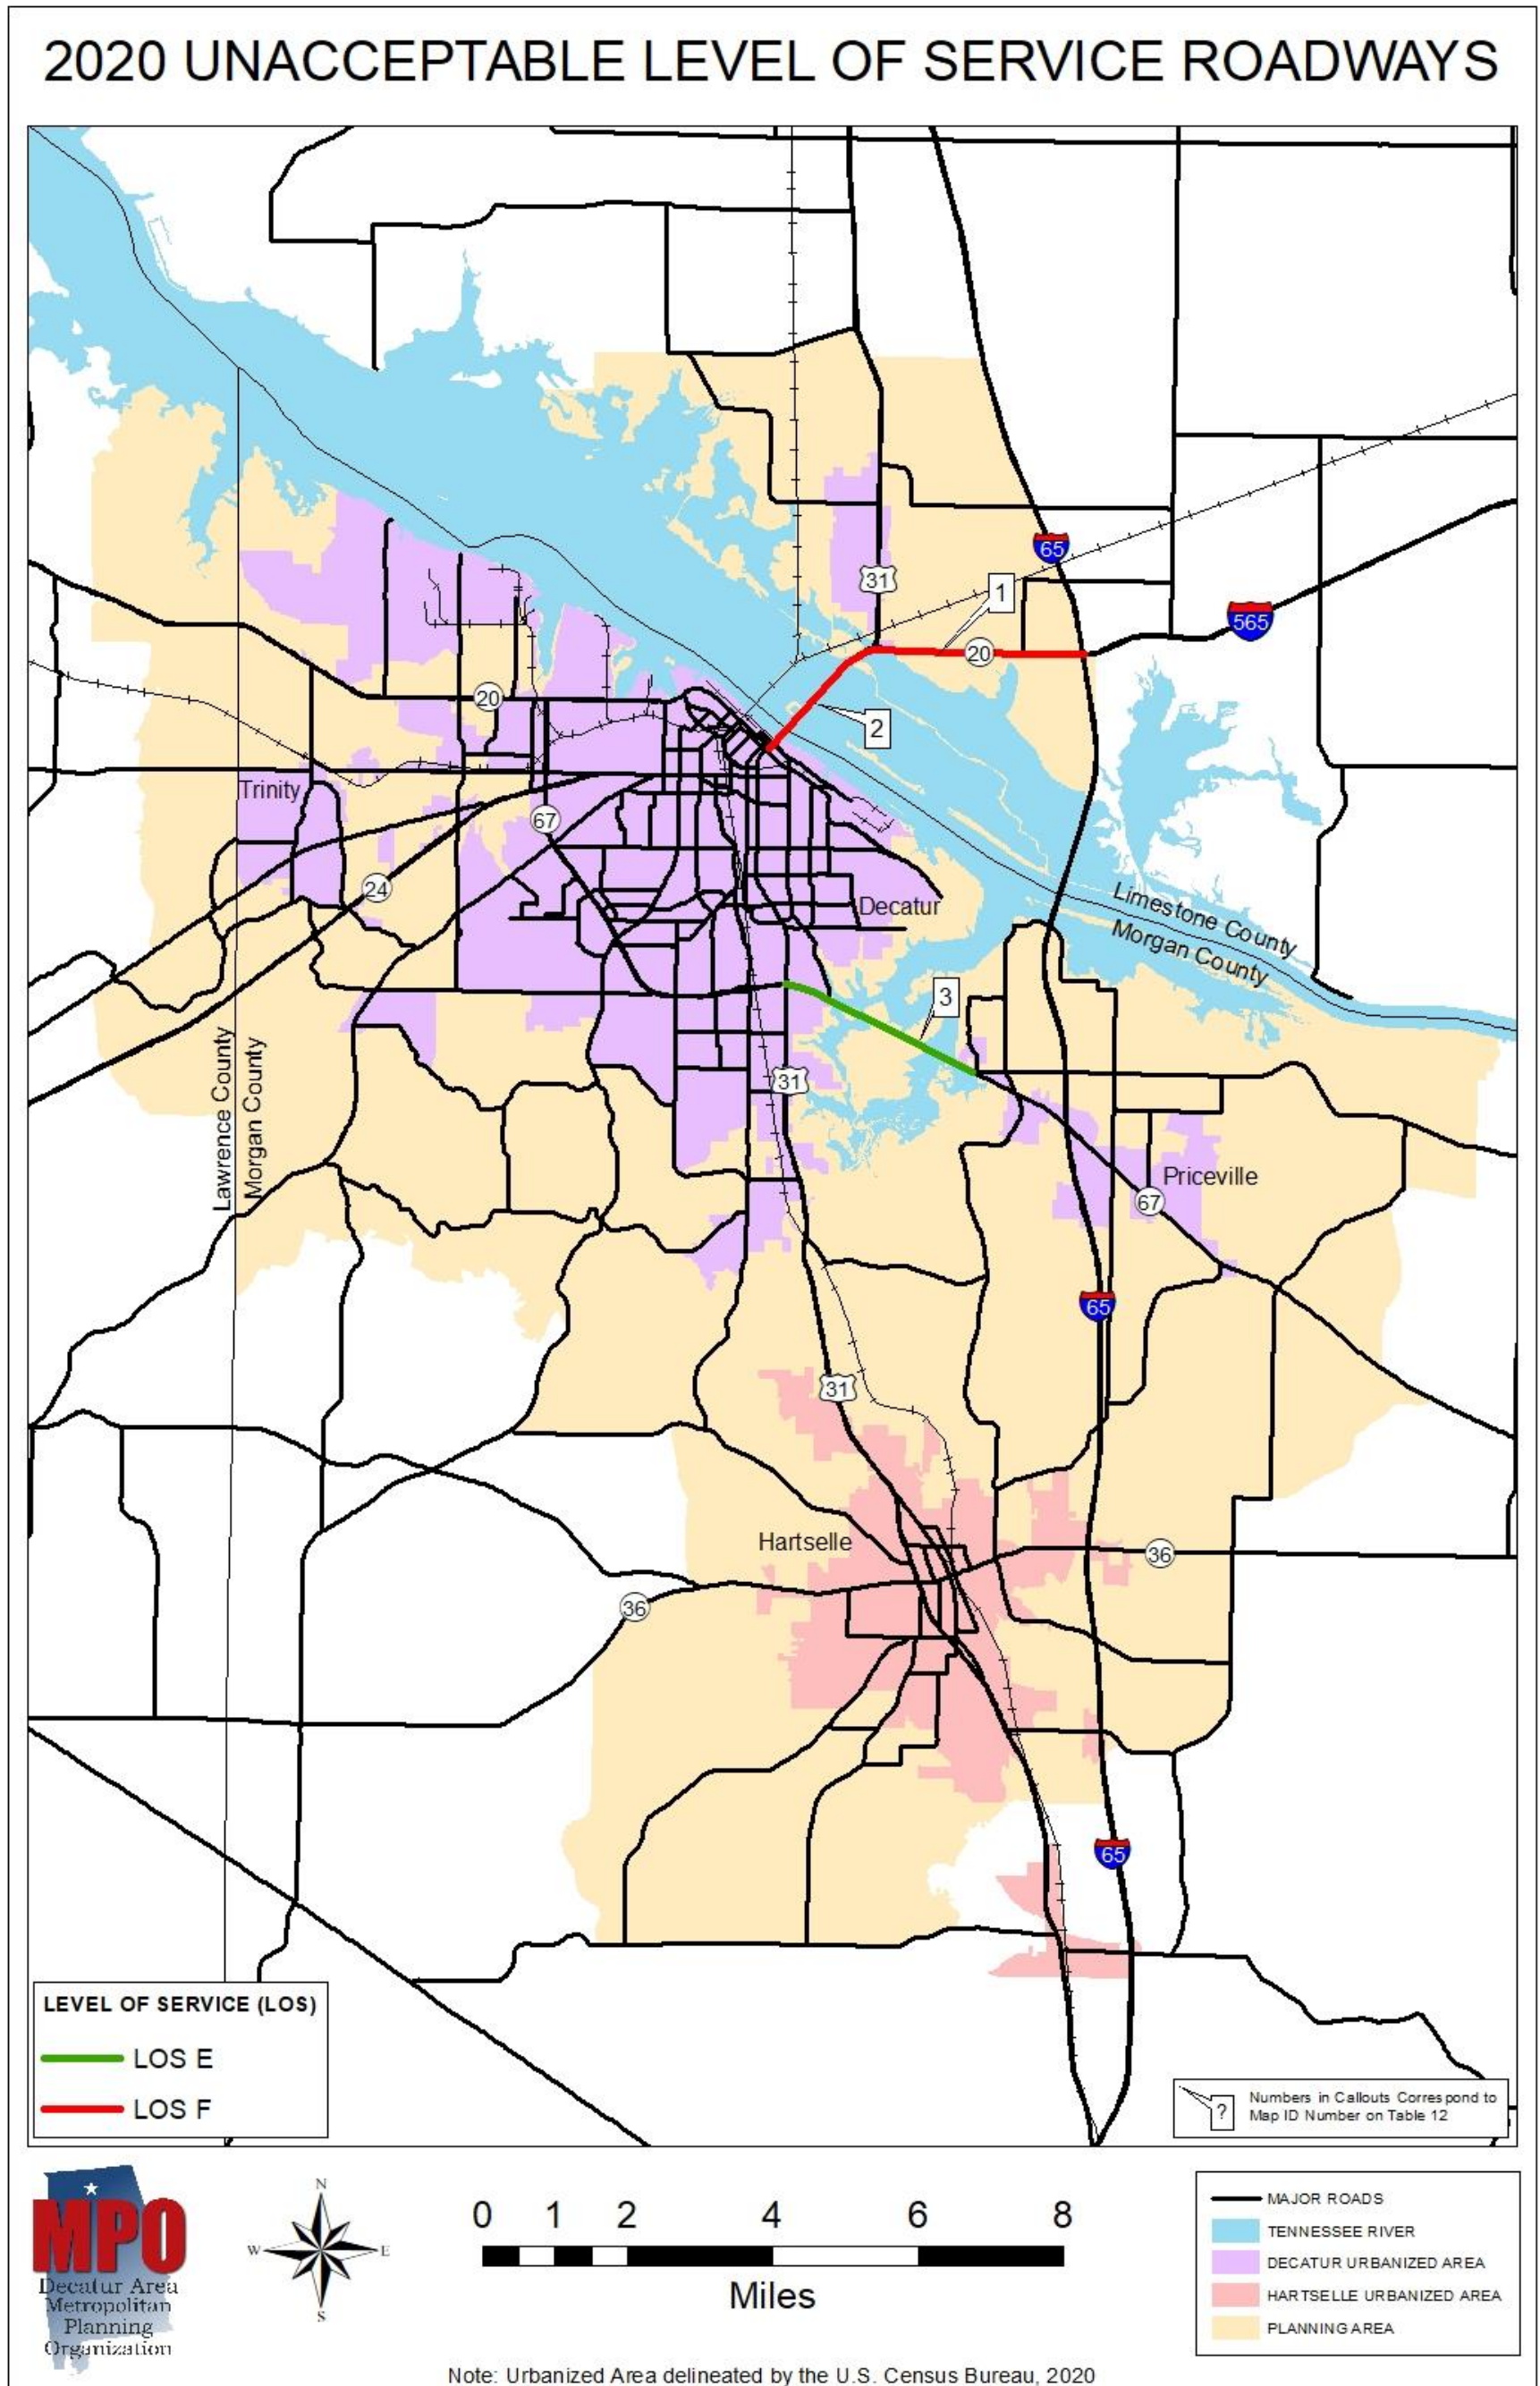 2020 UNACCEPTABLE LEVEL OF SERVICE ROADWAYS
65
31
1
565
20
20
2
Trinity
67
24
Decatur
Limestone County
Morgan County
3
Lawrence County
Morgan County
31
Priceville
67
65
31
Hartselle
36
36
65
LEVEL OF SERVICE (LOS)
LOS E
LOS F
?
Numbers in Callouts Correspond to
Map ID Number on Table 12
MPO
Decatur Area
Metropolitan
Planning
Organization
N
W
E
S
0 1 2 4 6 8
Miles
MAJOR ROADS
TENNESSEE RIVER
DECATUR URBANIZED AREA
HARTSELLE URBANIZED AREA
PLANNING AREA
Note: Urbanized Area delineated by the U.S. Census Bureau, 2020